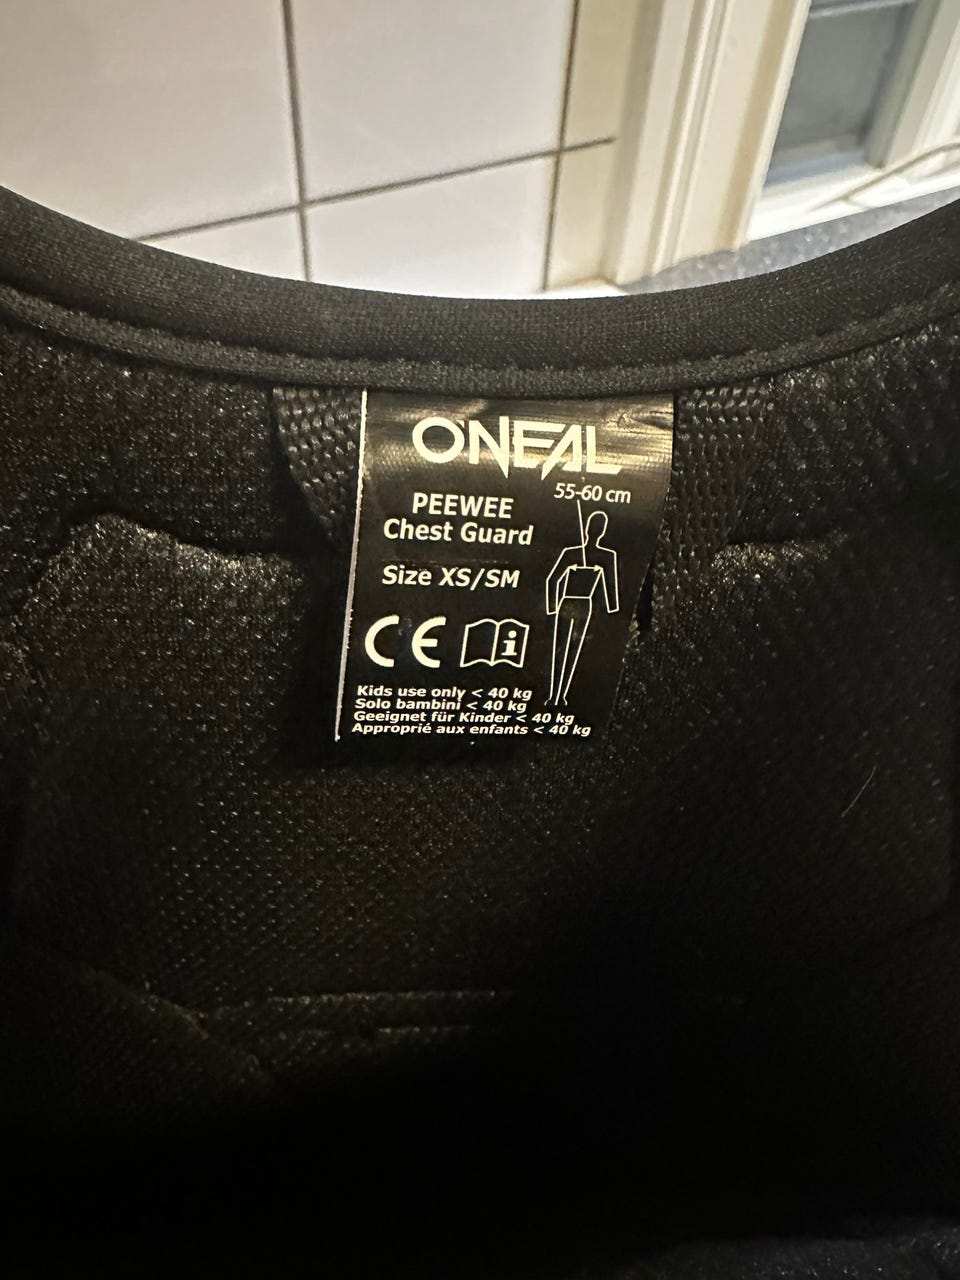 O'NEAL
55-60 cm
PEEWEE
Chest Guard
Size XS/SM
CE i
Kids use only < 40 kg
Solo bambini < 40 kg
Geeignet für Kinder < 40 kg
Approprié aux enfants < 40 kg